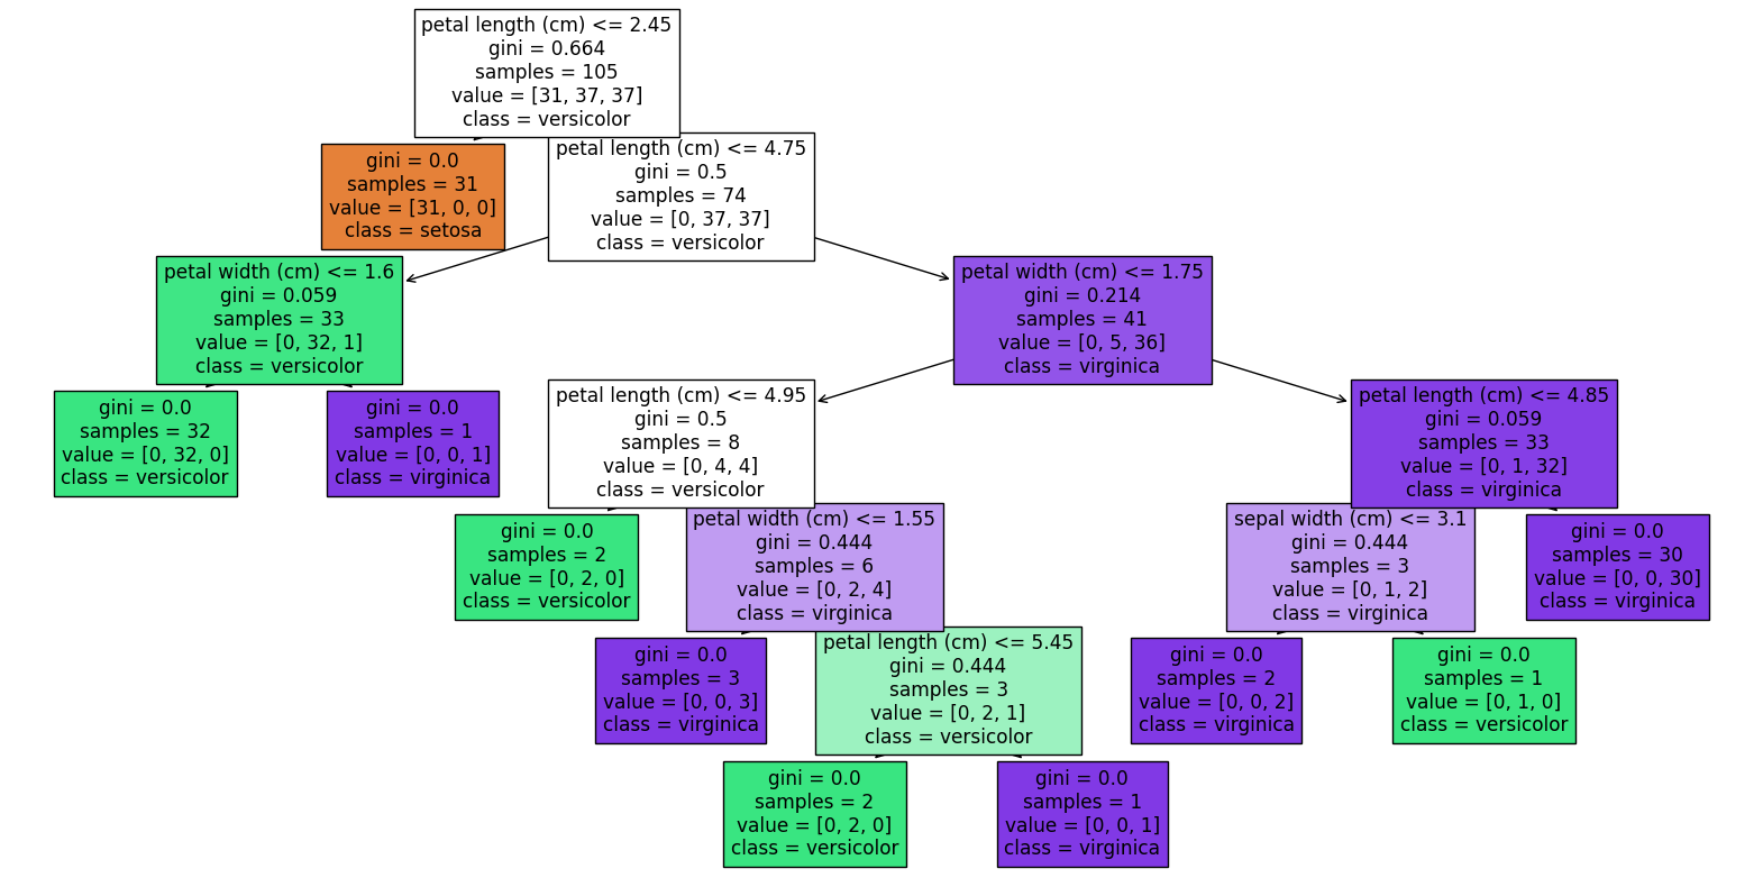 petal length (cm) <= 2.45
gini = 0.664
samples = 105
value = [31, 37, 37]
class = versicolor
gini = 0.0
samples = 31
value = [31, 0, 0]
class = setosa
petal length (cm) <= 4.75
gini = 0.5
samples = 74
value = [0, 37, 37]
class = versicolor
petal width (cm) <= 1.6
gini = 0.059
samples = 33
value = [0, 32, 1]
class = versicolor
petal width (cm) <= 1.75
gini = 0.214
samples = 41
value = [0, 5, 36]
class = virginica
gini = 0.0
samples = 32
value = [0, 32, 0]
class = versicolor
gini = 0.0
samples = 1
value = [0, 0, 1]
class = virginica
petal length (cm) <= 4.95
gini = 0.5
samples = 8
value = [0, 4, 4]
class = versicolor
petal length (cm) <= 4.85
gini = 0.059
samples = 33
value = [0, 1, 32]
class = virginica
gini = 0.0
samples = 2
value = [0, 2, 0]
class = versicolor
petal width (cm) <= 1.55
gini = 0.444
samples = 6
value = [0, 2, 4]
class = virginica
sepal width (cm) <= 3.1
gini = 0.444
samples = 3
value = [0, 1, 2]
class = virginica
gini = 0.0
samples = 30
value = [0, 0, 30]
class = virginica
gini = 0.0
samples = 3
value = [0, 0, 3]
class = virginica
petal length (cm) <= 5.45
gini = 0.444
samples = 3
value = [0, 2, 1]
class = versicolor
gini = 0.0
samples = 2
value = [0, 0, 2]
class = virginica
gini = 0.0
samples = 1
value = [0, 1, 0]
class = versicolor
gini = 0.0
samples = 2
value = [0, 2, 0]
class = versicolor
gini = 0.0
samples = 1
value = [0, 0, 1]
class = virginica